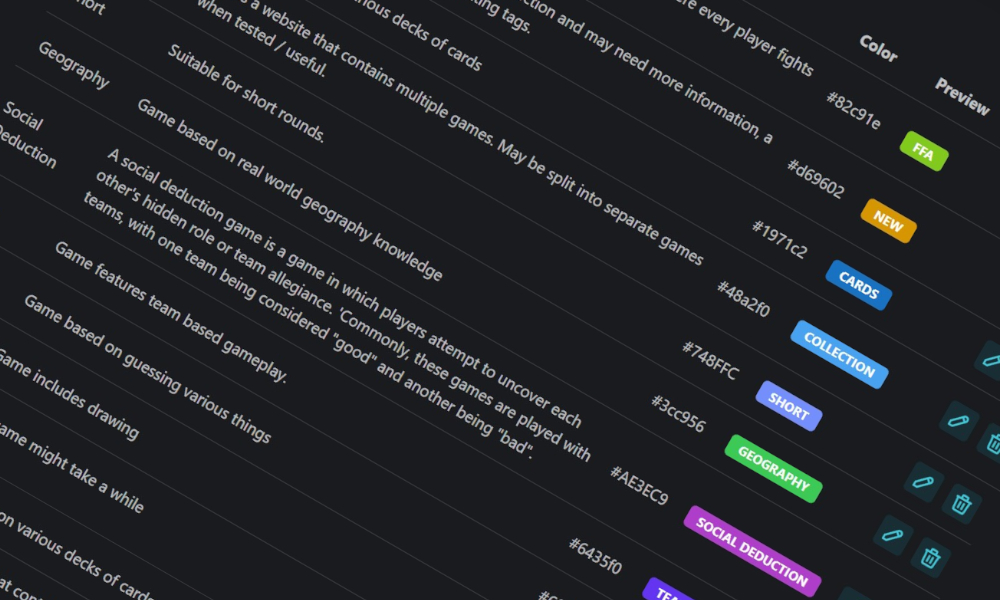 Color
Preview
re every player fights
#82c91e
FFA
ction and may need more information, a
king tags.
#d69602
NEW
ious decks of cards
#1971c2
CARDS
s a website that contains multiple games. May be split into separate games
when tested / useful.
#48a2f0
COLLECTION
hort
Suitable for short rounds.
#748FFC
SHORT
Geography
Game based on real world geography knowledge
#3cc956
GEOGRAPHY
Social
Deduction
A social deduction game is a game in which players attempt to uncover each
other's hidden role or team allegiance. 'Commonly, these games are played with
teams, with one team being considered "good" and another being "bad".
#AE3EC9
SOCIAL DEDUCTION
Game features team based gameplay.
#6435f0
TEA
Game based on guessing various things
Game includes drawing
ame might take a while
on various decks of cards
at con